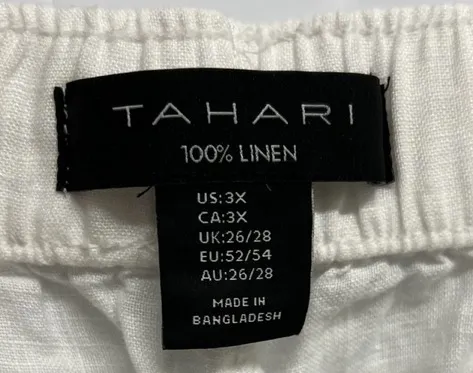 TAHARI
100% LINEN
US:3X
CA:3X
UK:26/28
EU:52/54
AU:26/28
MADE IN
BANGLADESH